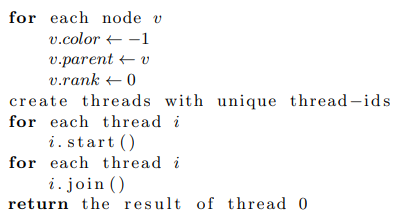 for each node v
v.color ← −1
v.parent ← v
v.rank ← 0
create threads with unique thread−ids
for each thread i
i.start()
for each thread i
i.join()
return the result of thread 0